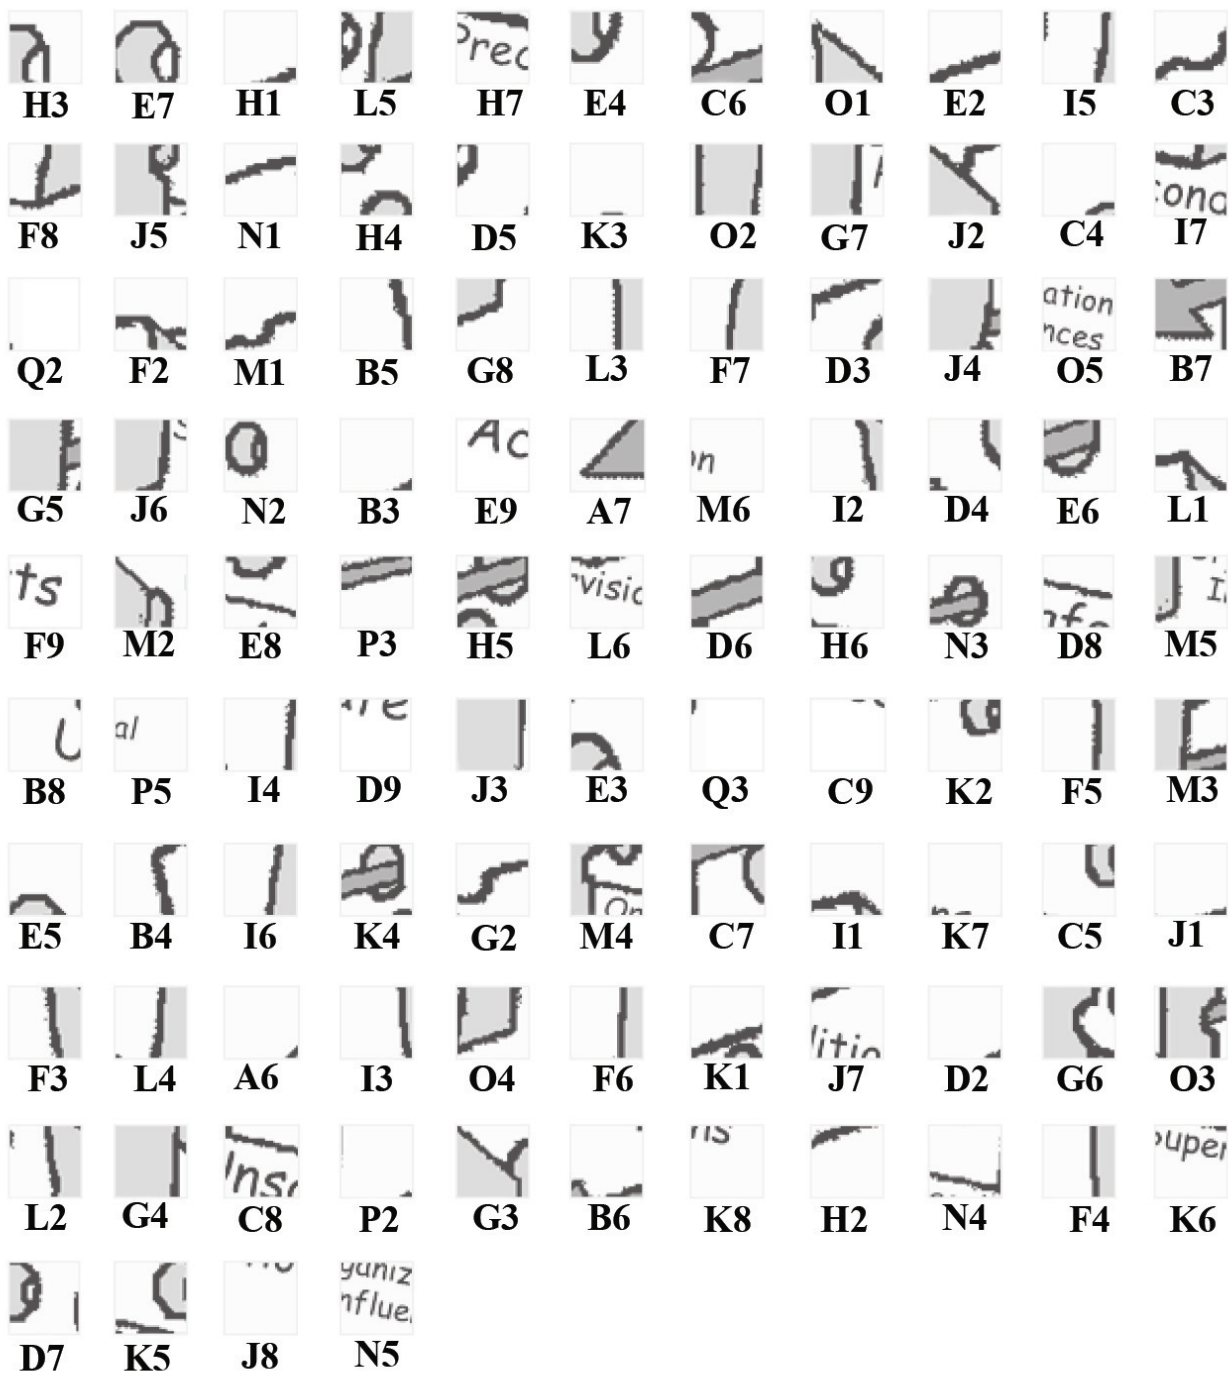 H3 E7 H1 L5 H7 E4 C6 O1 E2 I5 C3
F8 J5 N1 H4 D5 K3 O2 G7 J2 C4 I7
Q2 F2 M1 B5 G8 L3 F7 D3 J4 O5 B7
G5 J6 N2 B3 E9 A7 M6 I2 D4 E6 L1
F9 M2 E8 P3 H5 L6 D6 H6 N3 D8 M5
B8 P5 I4 D9 J3 E3 Q3 C9 K2 F5 M3
E5 B4 I6 K4 G2 M4 C7 I1 K7 C5 J1
F3 L4 A6 I3 O4 F6 K1 J7 D2 G6 O3
L2 G4 C8 P2 G3 B6 K8 H2 N4 F4 K6
D7 K5 J8 N5